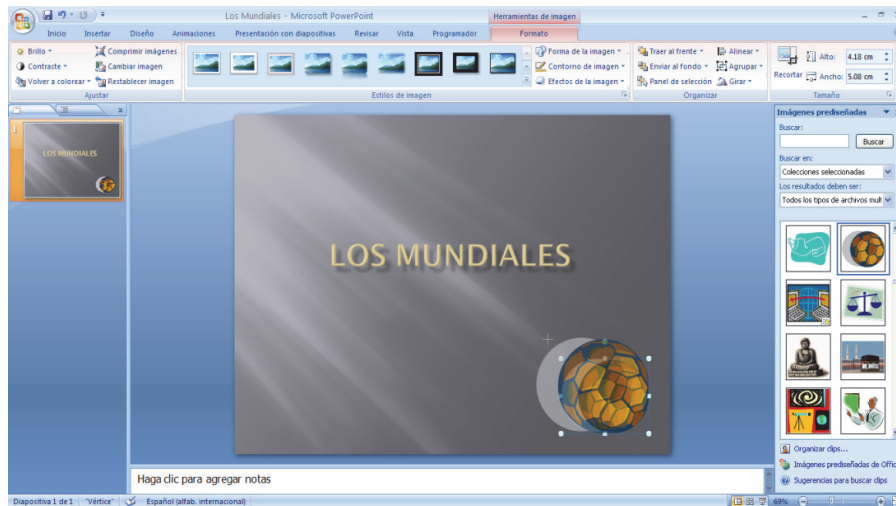 Los Mundiales - Microsoft PowerPoint
Herramientas de imagen
Inicio Insertar Diseño Animaciones Presentación con diapositivas Revisar Vista Programador Formato
Brillo
Contraste
Volver a colorear
Comprimir imágenes
Cambiar imagen
Restablecer imagen
Ajustar
Estilos de imagen
Forma de la imagen
Contorno de imagen
Efectos de la imagen
Traer al frente
Enviar al fondo
Panel de selección
Alinear
Agrupar
Girar
Organizar
Recortar
Alto: 4.18 cm
Ancho: 5.08 cm
Tamaño
1
LOS MUNDIALES
LOS MUNDIALES
Haga clic para agregar notas
Imágenes prediseñadas
Buscar:
Buscar
Buscar en:
Colecciones seleccionadas
Los resultados deben ser:
Todos los tipos de archivos mult
Organizar clips...
Imágenes prediseñadas de Offic
Sugerencias para buscar clips
Diapositiva 1 de 1 "Vértice" Español (alfab. internacional) 69%